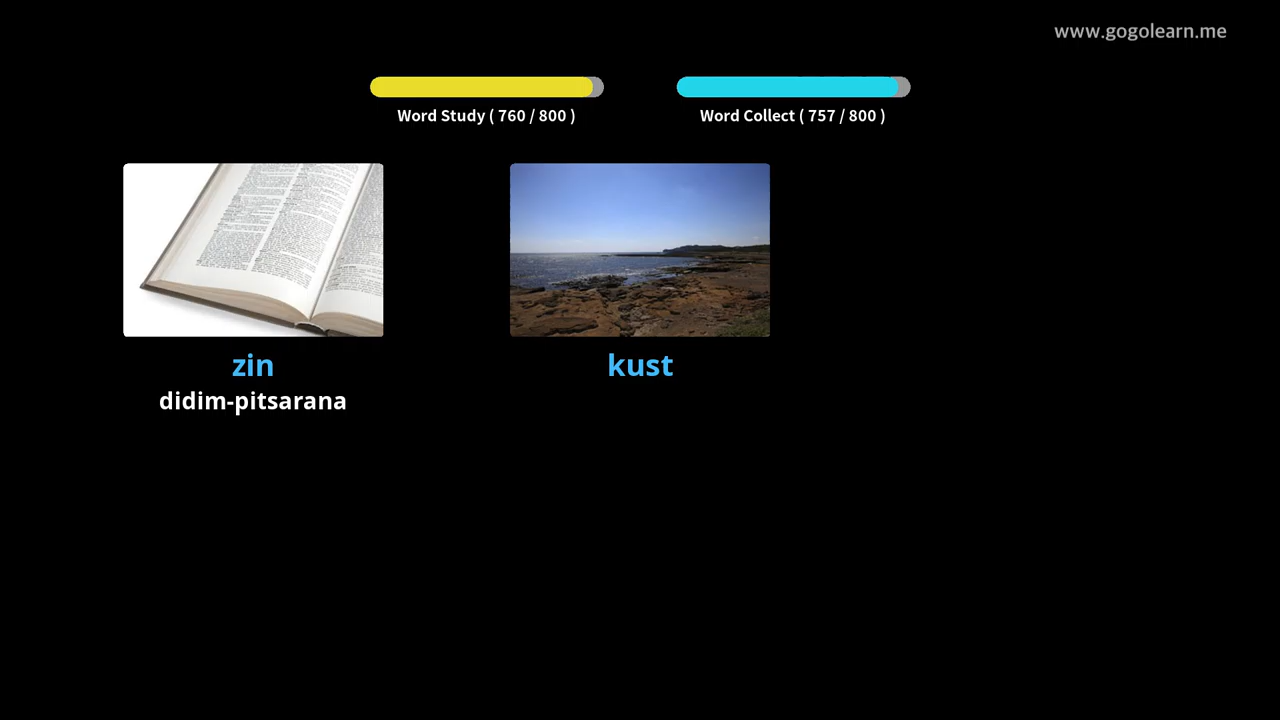 www.gogolearn.me
Word Study ( 760 / 800 )
Word Collect ( 757 / 800 )
zin
didim-pitsarana
kust